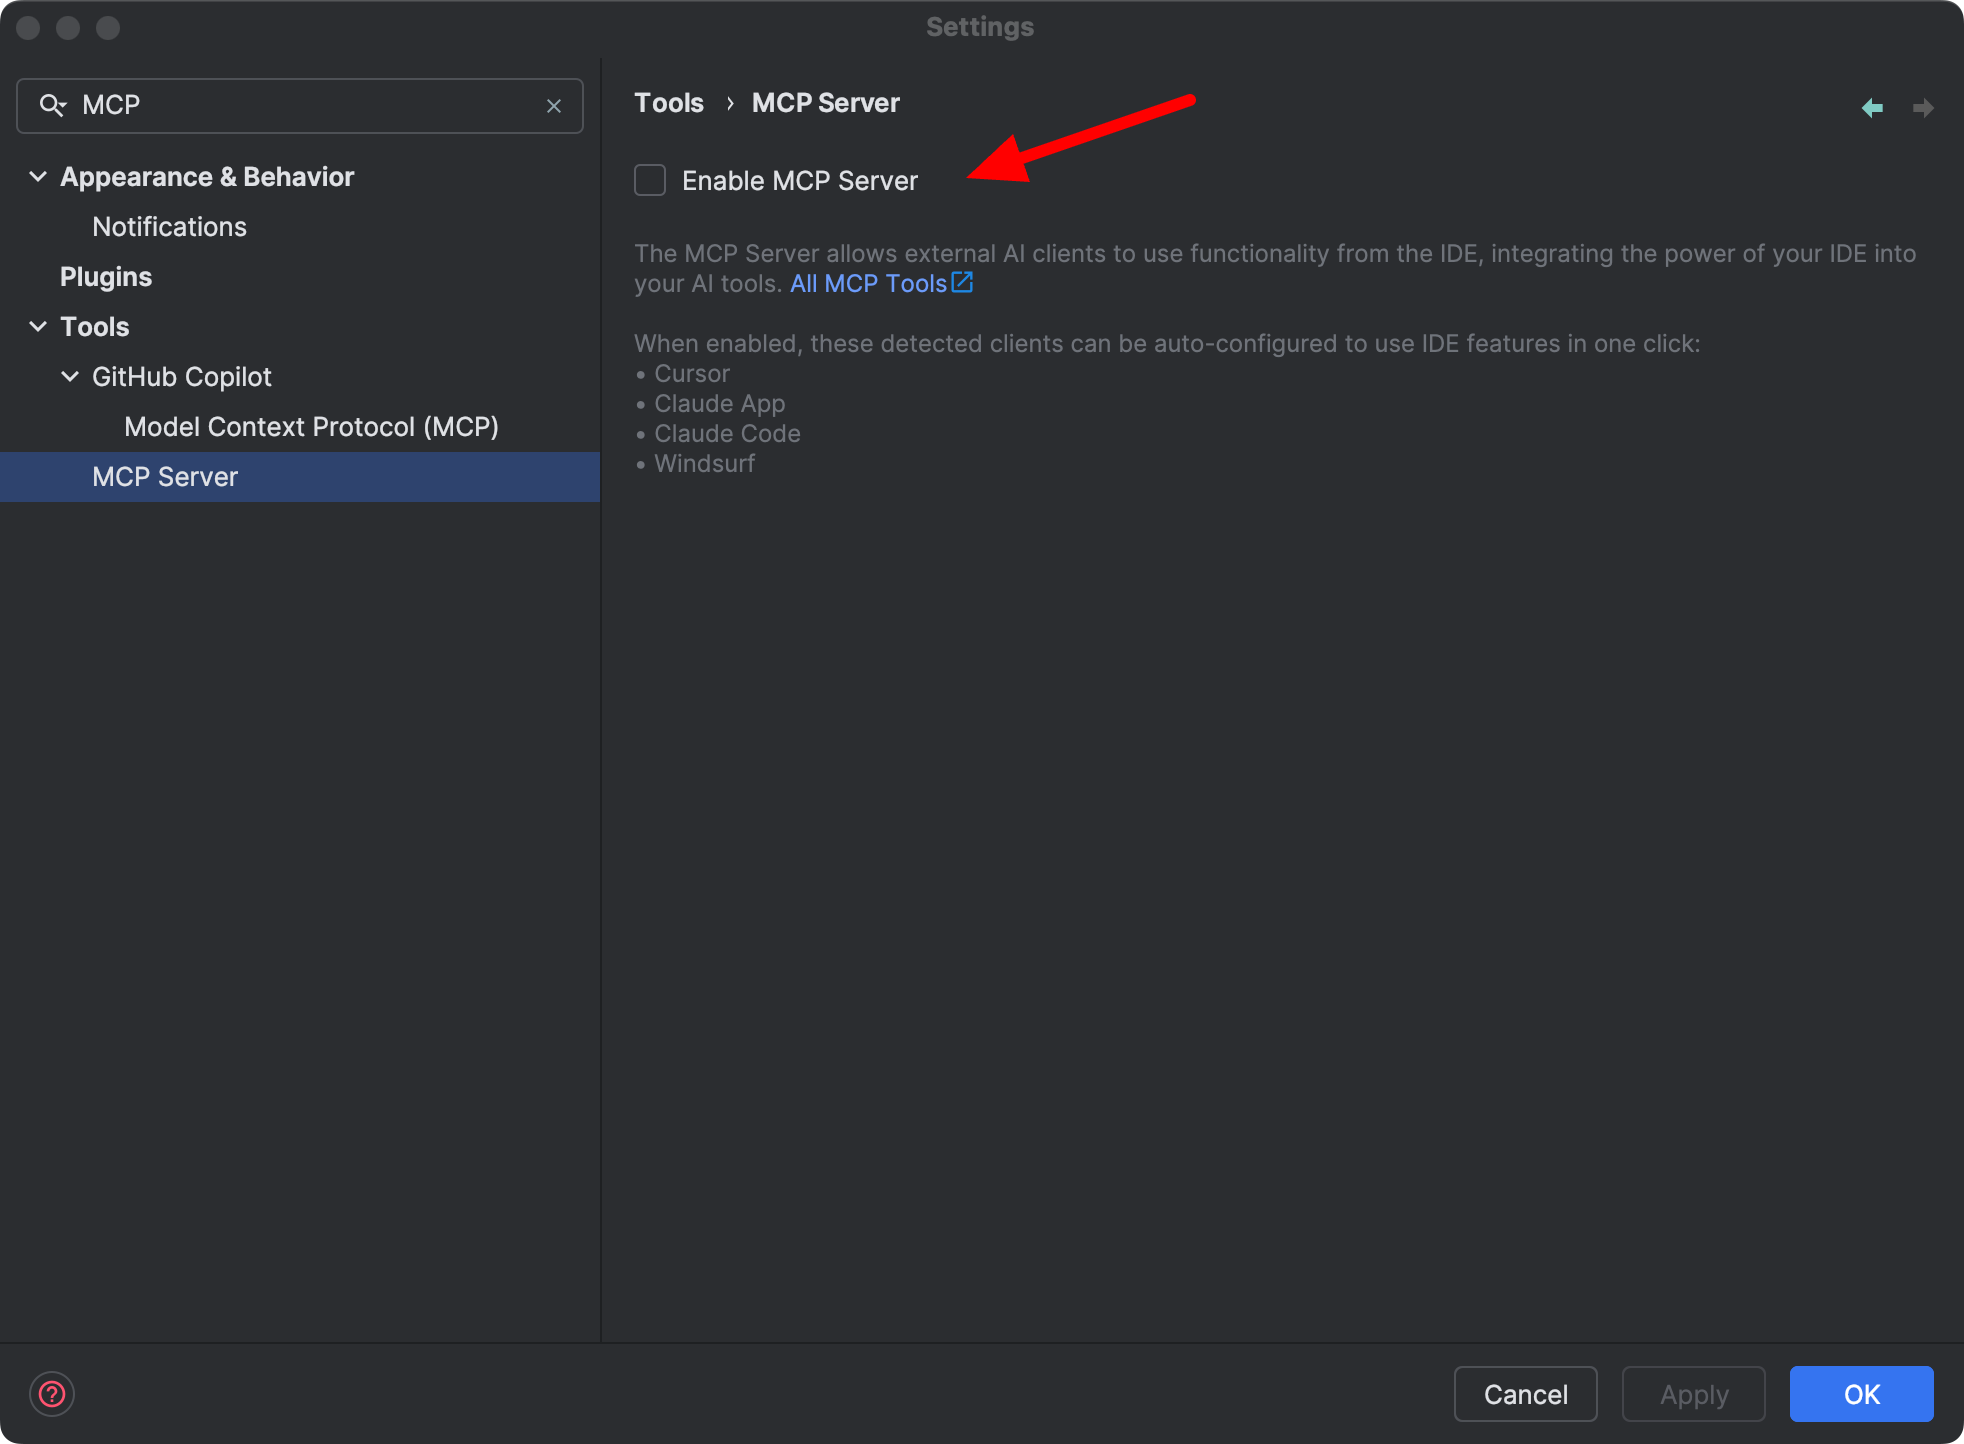 Settings
MCP
Appearance & Behavior
Notifications
Plugins
Tools
GitHub Copilot
Model Context Protocol (MCP)
MCP Server
Tools › MCP Server
Enable MCP Server
The MCP Server allows external AI clients to use functionality from the IDE, integrating the power of your IDE into
your AI tools. All MCP Tools
When enabled, these detected clients can be auto-configured to use IDE features in one click:
• Cursor
• Claude App
• Claude Code
• Windsurf
?
Cancel
Apply
OK